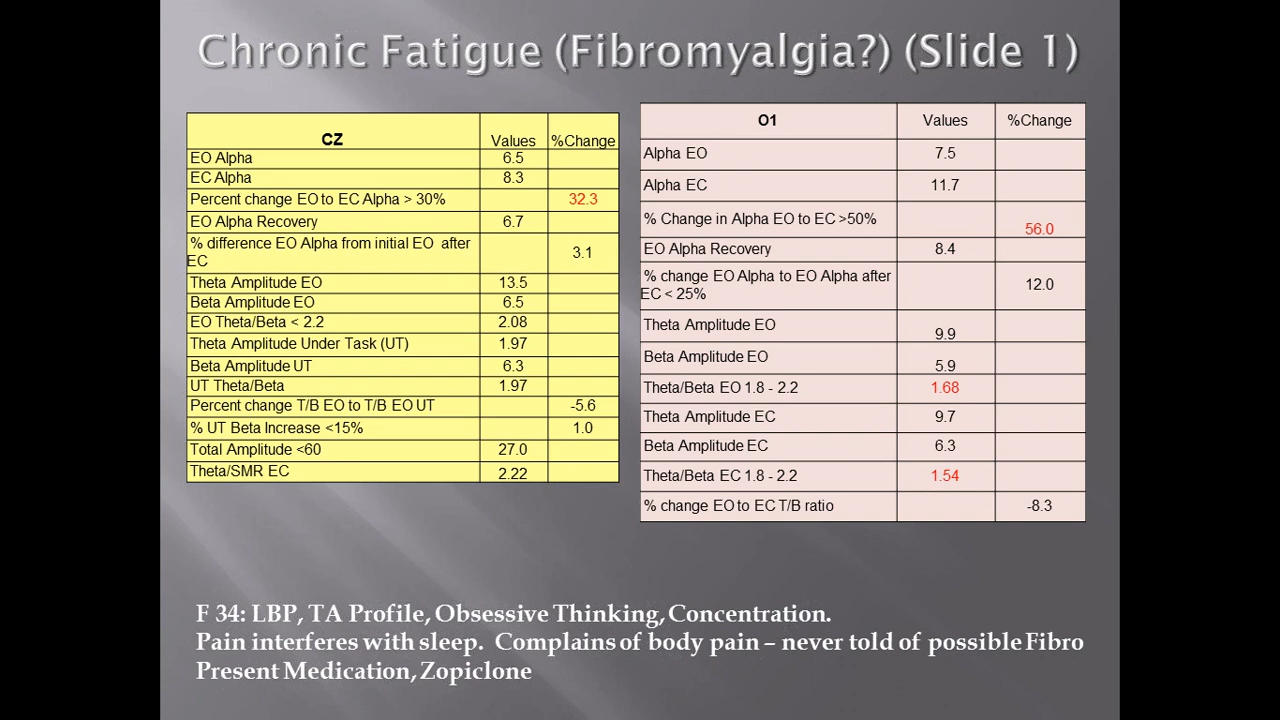 Chronic Fatigue (Fibromyalgia?) (Slide 1)
CZ Values %Change
EO Alpha 6.5
EC Alpha 8.3
Percent change EO to EC Alpha > 30% 32.3
EO Alpha Recovery 6.7
% difference EO Alpha from initial EO after
EC 3.1
Theta Amplitude EO 13.5
Beta Amplitude EO 6.5
EO Theta/Beta < 2.2 2.08
Theta Amplitude Under Task (UT) 1.97
Beta Amplitude UT 6.3
UT Theta/Beta 1.97
Percent change T/B EO to T/B EO UT -5.6
% UT Beta Increase <15% 1.0
Total Amplitude <60 27.0
Theta/SMR EC 2.22
O1 Values %Change
Alpha EO 7.5
Alpha EC 11.7
% Change in Alpha EO to EC >50% 56.0
EO Alpha Recovery 8.4
% change EO Alpha to EO Alpha after
EC < 25% 12.0
Theta Amplitude EO 9.9
Beta Amplitude EO 5.9
Theta/Beta EO 1.8 - 2.2 1.68
Theta Amplitude EC 9.7
Beta Amplitude EC 6.3
Theta/Beta EC 1.8 - 2.2 1.54
% change EO to EC T/B ratio -8.3
F 34: LBP, TA Profile, Obsessive Thinking, Concentration.
Pain interferes with sleep. Complains of body pain – never told of possible Fibro
Present Medication, Zopiclone